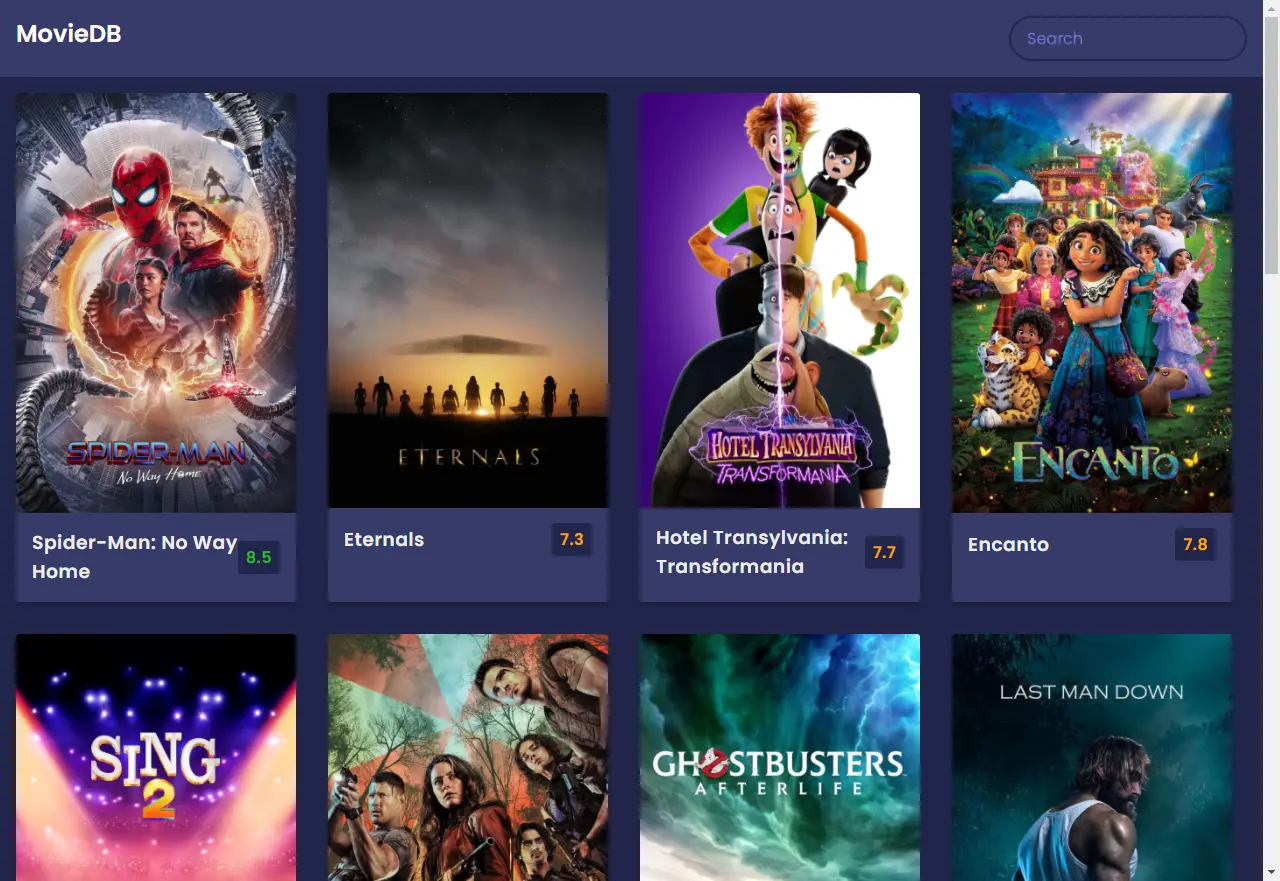 MovieDB
Search
SPIDER-MAN
No Way Home
ETERNALS
HOTEL TRANSYLVANIA
TRANSFORMANIA
ENCANTO
Spider-Man: No Way
Home
8.5
Eternals
7.3
Hotel Transylvania:
Transformania
7.7
Encanto
7.8
SING
2
GHOSTBUSTERS
AFTERLIFE
LAST MAN DOWN